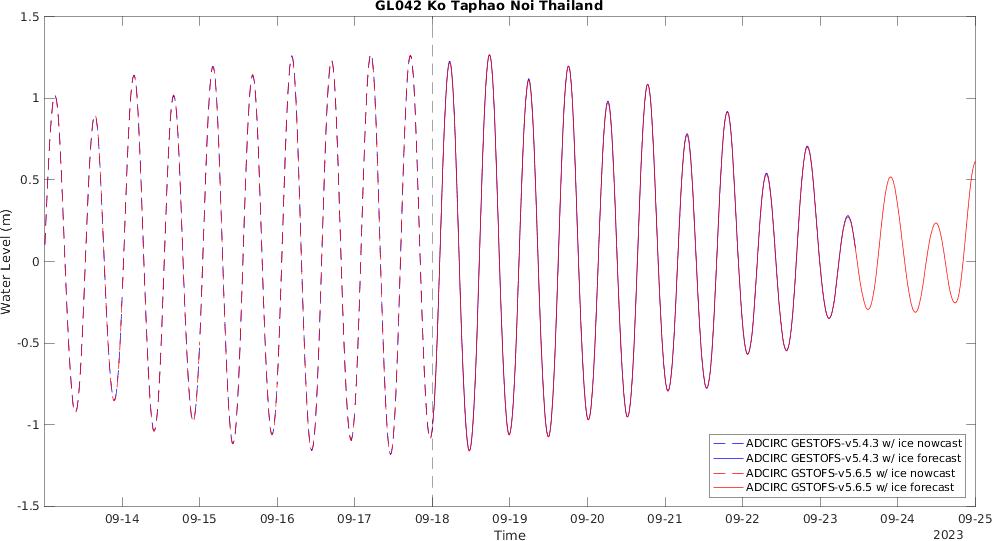 GL042 Ko Taphao Noi Thailand
1.5
1
0.5
0
-0.5
-1
-1.5
Water Level (m)
ADCIRC GESTOFS-v5.4.3 w/ ice nowcast
ADCIRC GESTOFS-v5.4.3 w/ ice forecast
ADCIRC GSTOFS-v5.6.5 w/ ice nowcast
ADCIRC GSTOFS-v5.6.5 w/ ice forecast
09-14 09-15 09-16 09-17 09-18 09-19 09-20 09-21 09-22 09-23 09-24 09-25
Time
2023